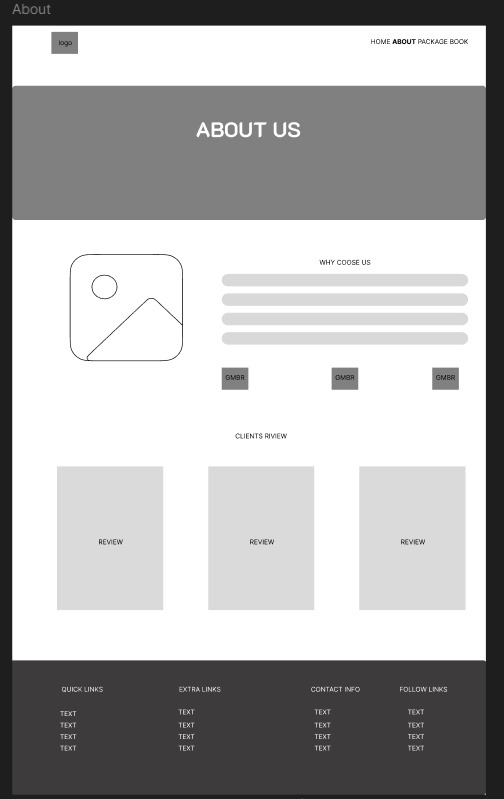 About
logo
HOME ABOUT PACKAGE BOOK
ABOUT US
WHY COOSE US
GMBR GMBR GMBR
CLIENTS RIVIEW
REVIEW REVIEW REVIEW
QUICK LINKS EXTRA LINKS CONTACT INFO FOLLOW LINKS
TEXT TEXT TEXT TEXT
TEXT TEXT TEXT TEXT
TEXT TEXT TEXT TEXT
TEXT TEXT TEXT TEXT